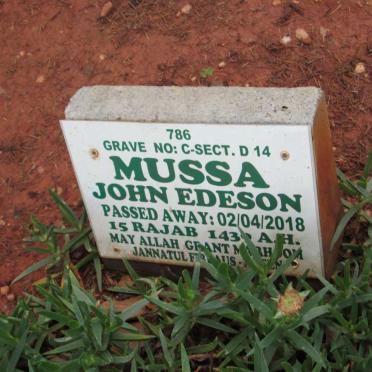 786
GRAVE NO: C-SECT. D 14
MUSSA
JOHN EDESON
PASSED AWAY: 02/04/2018
15 RAJAB 1439 A.H.
MAY ALLAH GRANT
JANNATUL